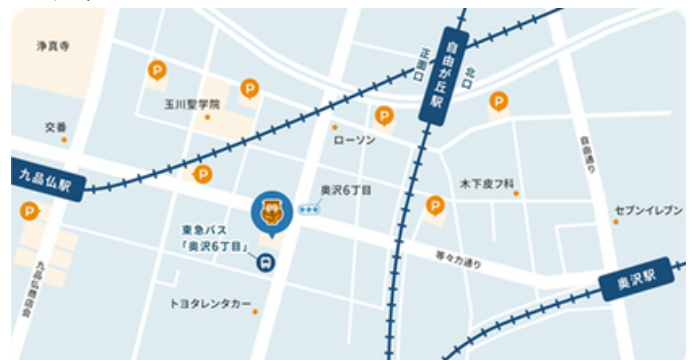 浄真寺
P
P
玉川聖学院
交番
九品仏駅
P
P
九品仏商店会
東急バス
「奥沢6丁目」
トヨタレンタカー
奥沢6丁目
ローソン
正面口
自由が丘駅
北口
P
P
P
木下皮フ科
自由通り
セブンイレブン
等々力通り
奥沢駅